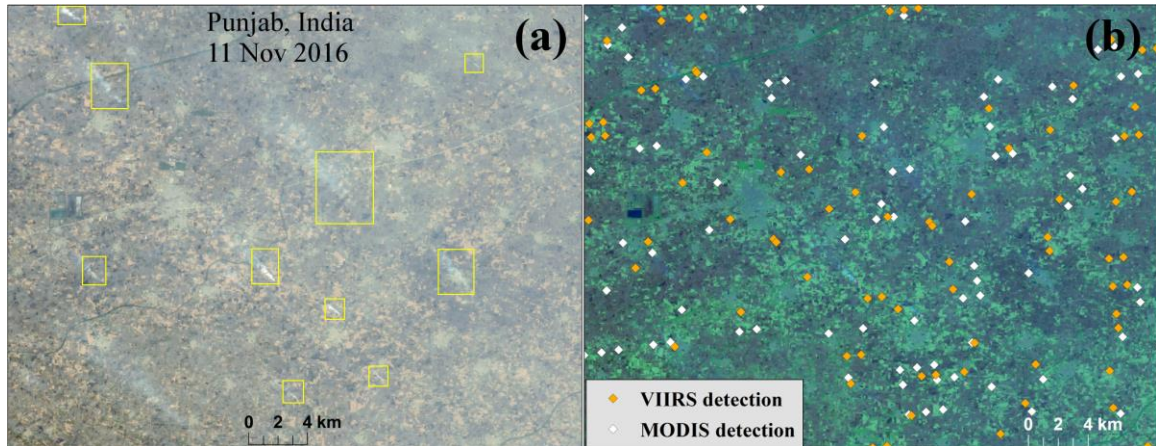 Punjab, India
11 Nov 2016
(a)
(b)
0 2 4 km
VIIRS detection
MODIS detection
0 2 4 km